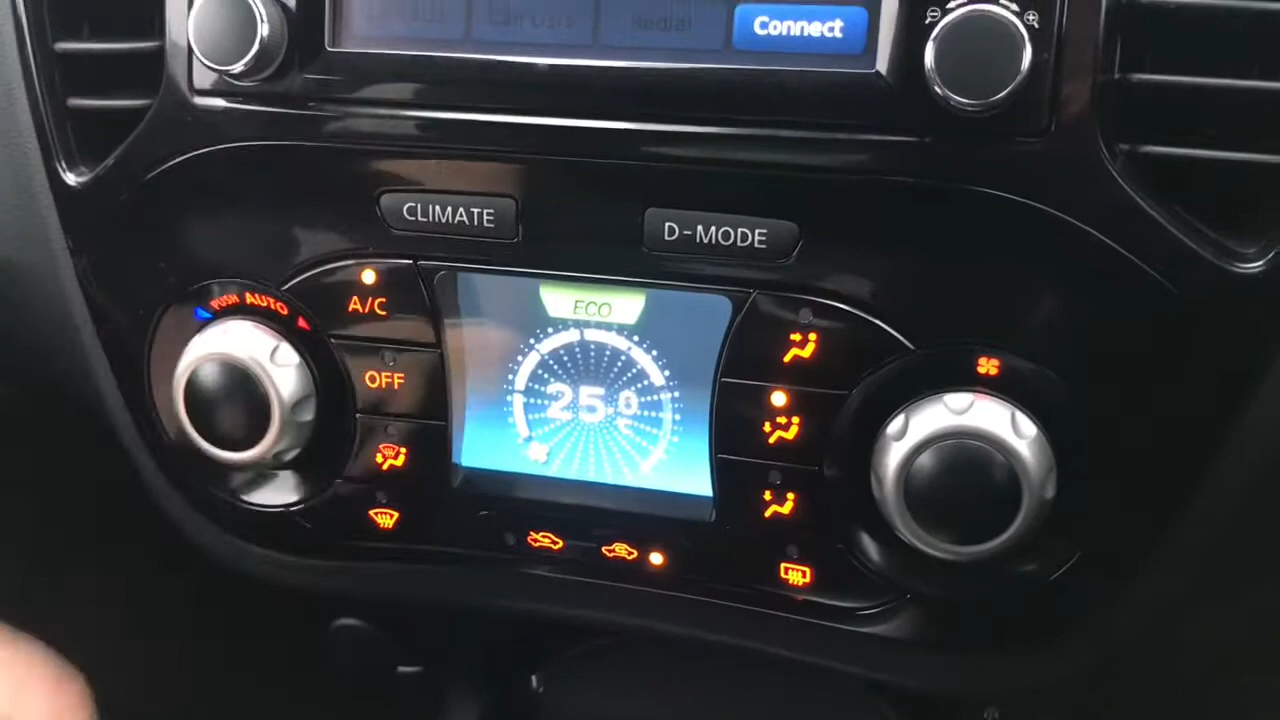 Connect
CLIMATE
D-MODE
PUSH AUTO
A/C
ECO
OFF
25.0